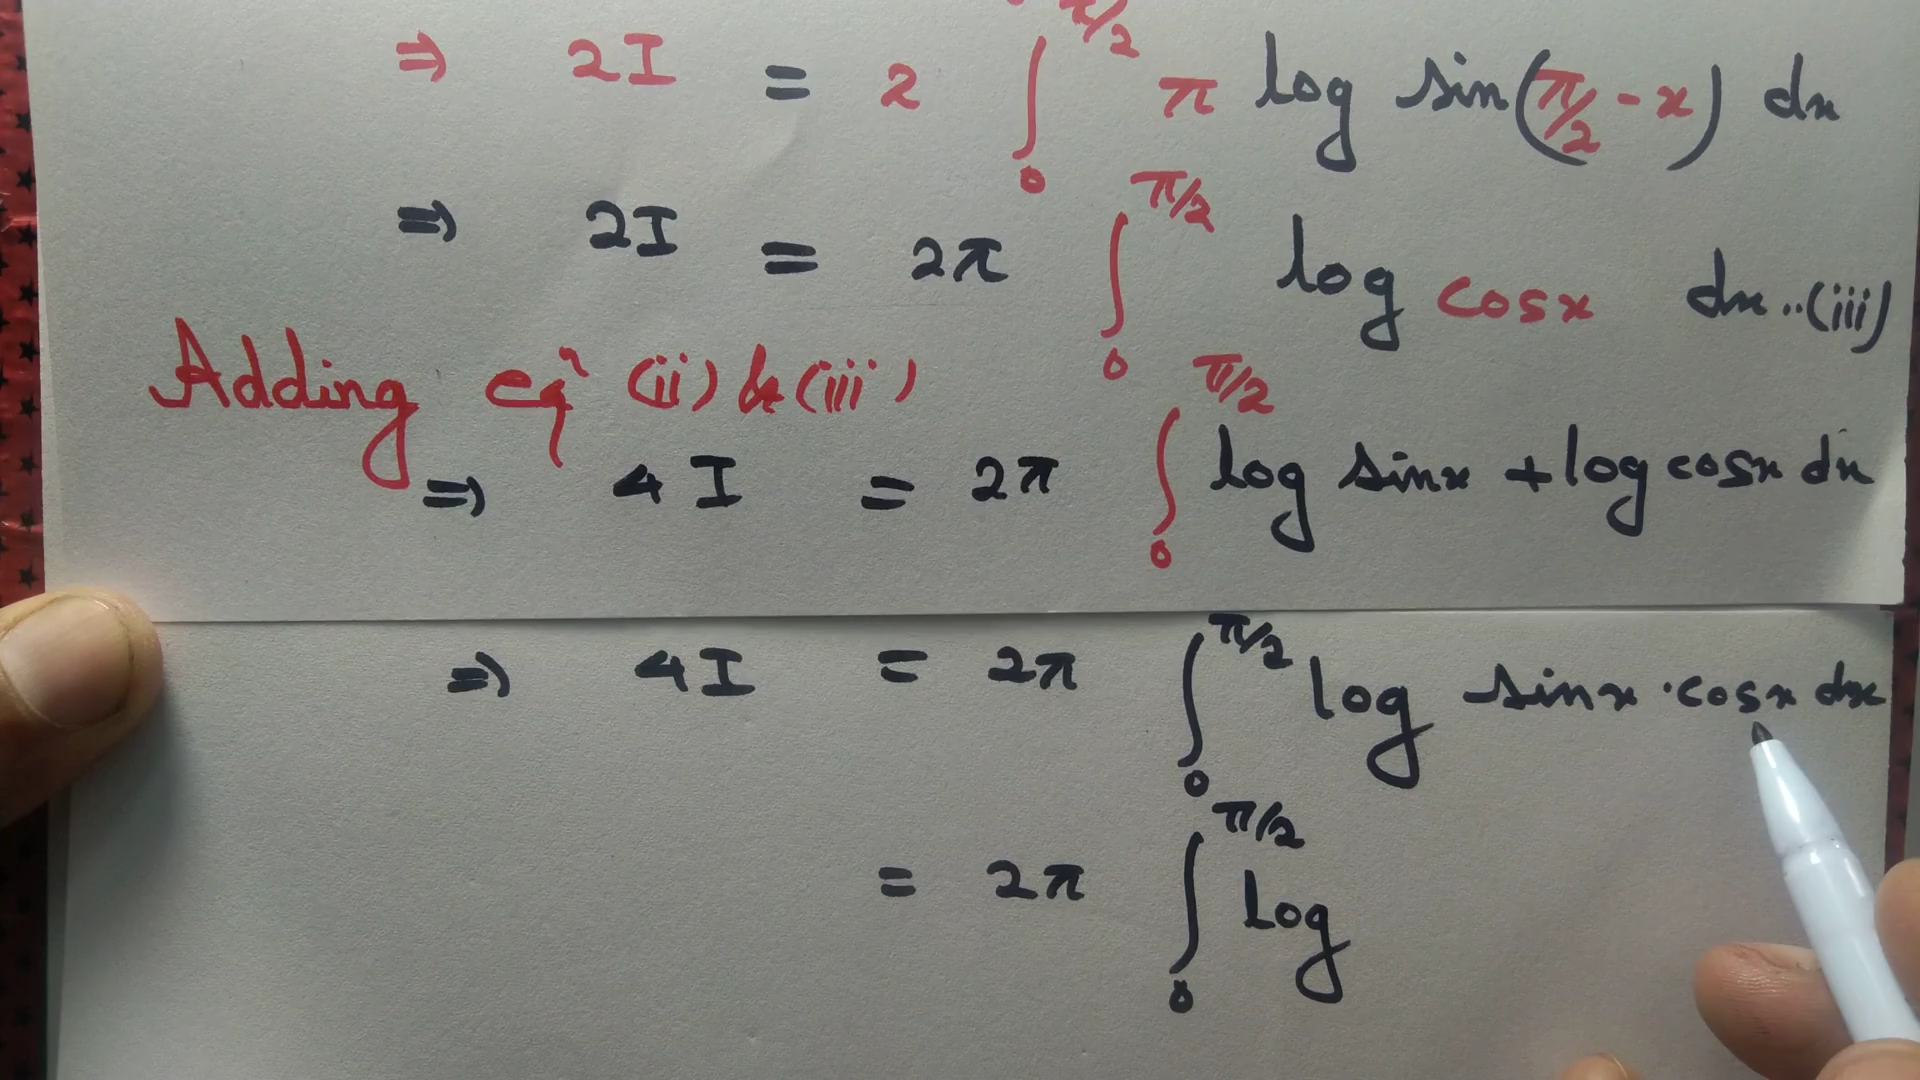 ⇒ 2I = 2 ∫₀^π/2 π log sin(π/2 - x) dx
⇒ 2I = 2π ∫₀^π/2 log cosx dx..(iii)
Adding eqⁿ (ii) & (iii)
⇒ 4I = 2π ∫₀^π/2 log sinx + log cosx dx
⇒ 4I = 2π ∫₀^π/2 log sinx · cosx dx
= 2π ∫₀^π/2 log